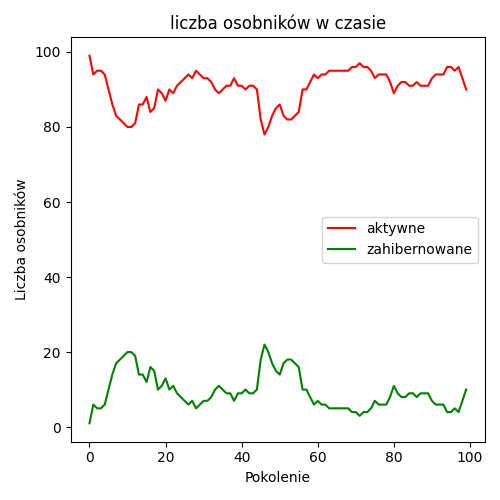 liczba osobników w czasie
Liczba osobników
100
80
60
40
20
0
aktywne
zahibernowane
0 20 40 60 80 100
Pokolenie